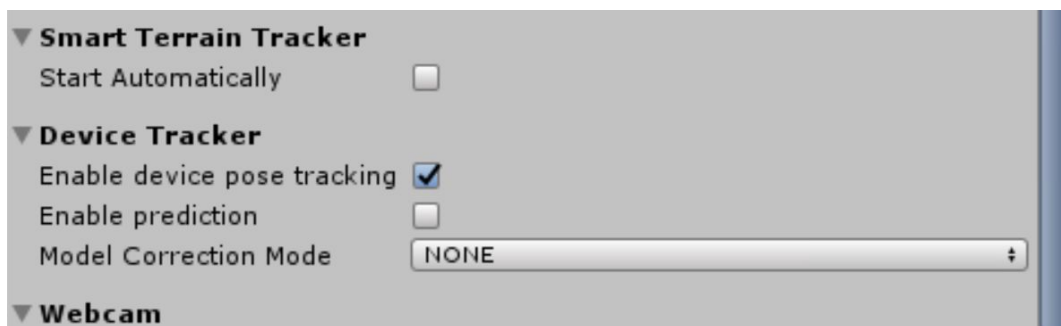 Smart Terrain Tracker
Start Automatically
Device Tracker
Enable device pose tracking
Enable prediction
Model Correction Mode NONE
Webcam